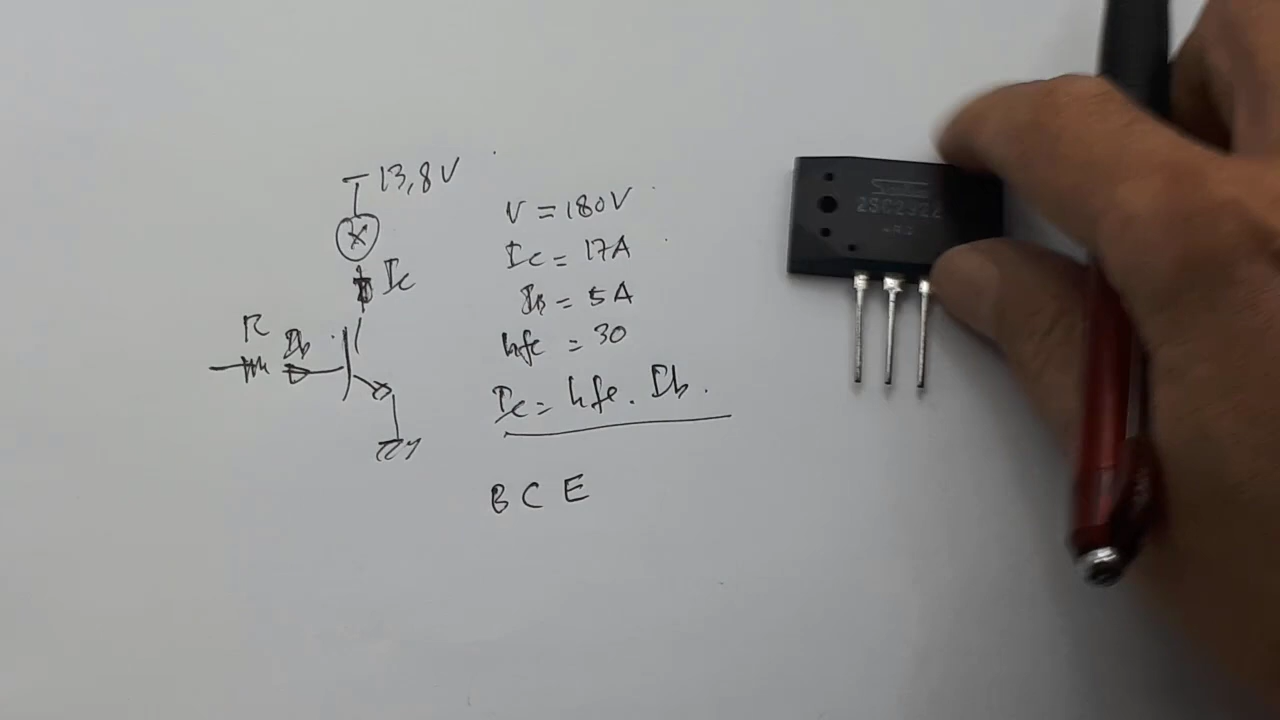 13,8V
Ic
R
Ib
V = 180V
Ic = 17A
Ib = 5A
hfe = 30
Ic = hfe . Ib .
B C E
2SC2922